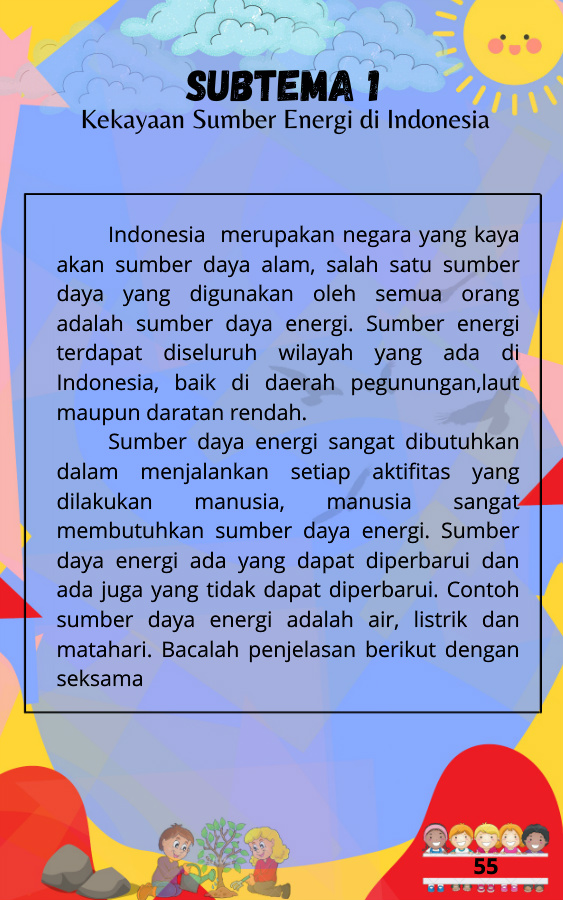 SUBTEMA 1
Kekayaan Sumber Energi di Indonesia
Indonesia merupakan negara yang kaya
akan sumber daya alam, salah satu sumber
daya yang digunakan oleh semua orang
adalah sumber daya energi. Sumber energi
terdapat diseluruh wilayah yang ada di
Indonesia, baik di daerah pegunungan,laut
maupun daratan rendah.
Sumber daya energi sangat dibutuhkan
dalam menjalankan setiap aktifitas yang
dilakukan manusia, manusia sangat
membutuhkan sumber daya energi. Sumber
daya energi ada yang dapat diperbarui dan
ada juga yang tidak dapat diperbarui. Contoh
sumber daya energi adalah air, listrik dan
matahari. Bacalah penjelasan berikut dengan
seksama
55